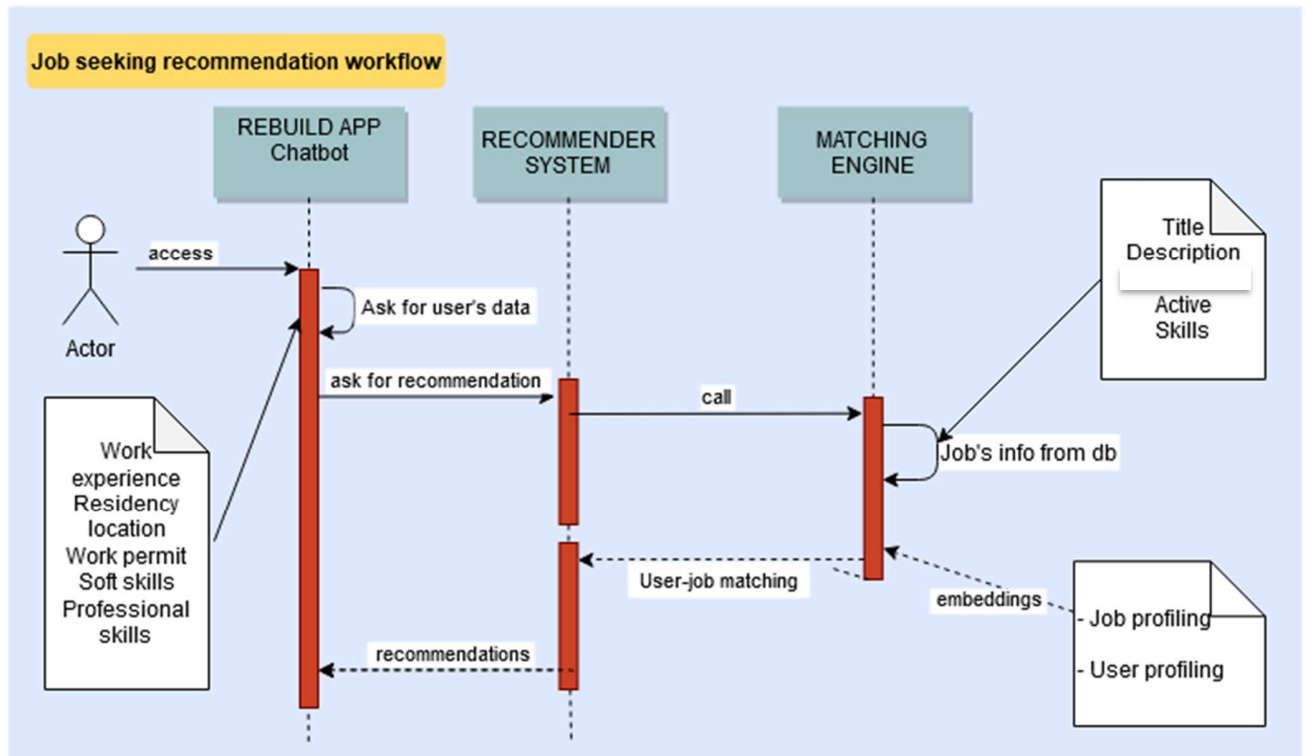 Job seeking recommendation workflow
REBUILD APP
Chatbot
RECOMMENDER
SYSTEM
MATCHING
ENGINE
Title
Description
Active
Skills
access
Actor
Ask for user's data
ask for recommendation
call
Job's info from db
Work
experience
Residency
location
Work permit
Soft skills
Professional
skills
User-job matching
embeddings
- Job profiling
- User profiling
recommendations